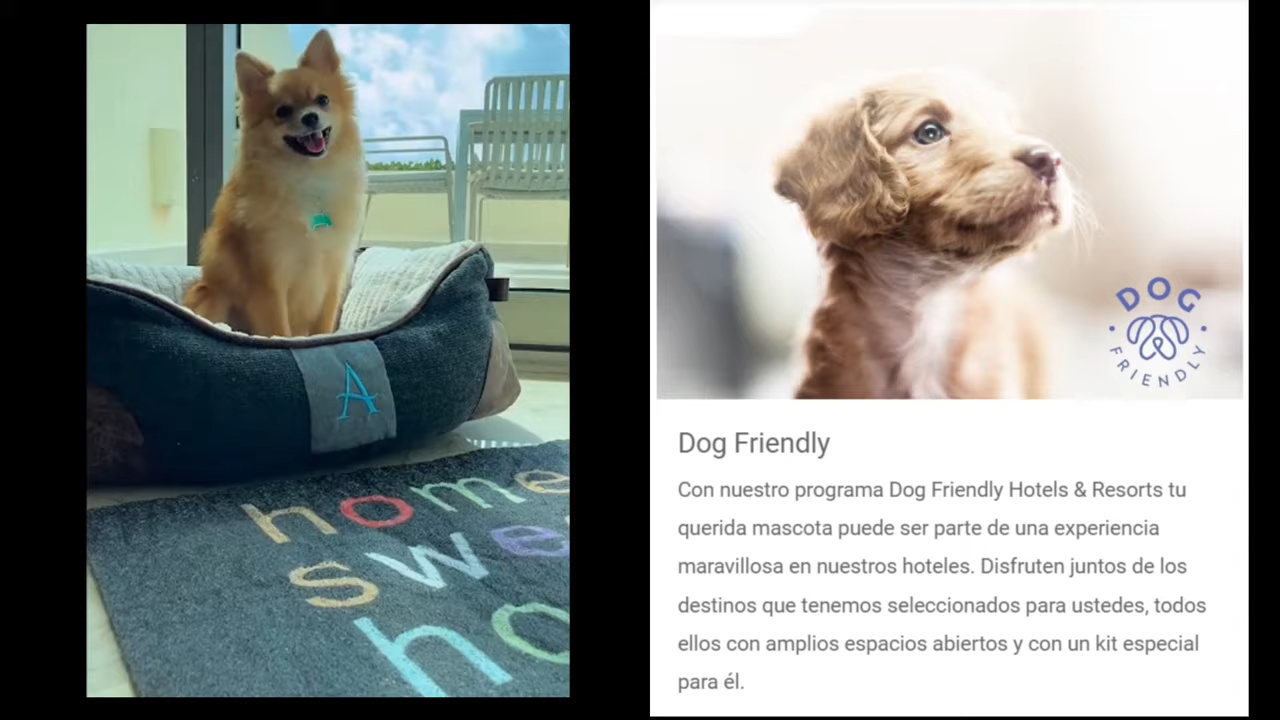 A
home
swe
ho
DOG
FRIENDLY
Dog Friendly
Con nuestro programa Dog Friendly Hotels & Resorts tu
querida mascota puede ser parte de una experiencia
maravillosa en nuestros hoteles. Disfruten juntos de los
destinos que tenemos seleccionados para ustedes, todos
ellos con amplios espacios abiertos y con un kit especial
para él.